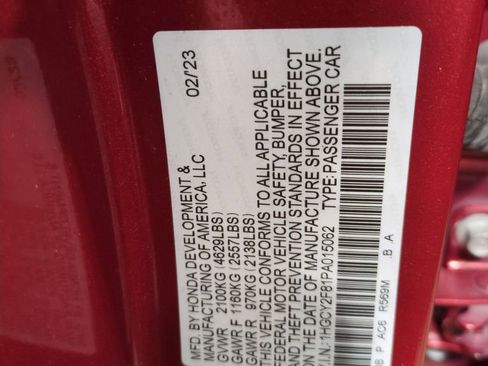 MFD. BY HONDA DEVELOPMENT & 02/'23
MANUFACTURING OF AMERICA, LLC
GVWR 2100KG (4629LBS)
GAWR F 1160KG (2557LBS)
GAWR R 970KG (2138LBS)
THIS VEHICLE CONFORMS TO ALL APPLICABLE
FEDERAL MOTOR VEHICLE SAFETY, BUMPER,
AND THEFT PREVENTION STANDARDS IN EFFECT
ON THE DATE OF MANUFACTURE SHOWN ABOVE.
V.I.N.: 1HGCY2F81PA015062 TYPE: PASSENGER CAR
P AC6 R569M B A